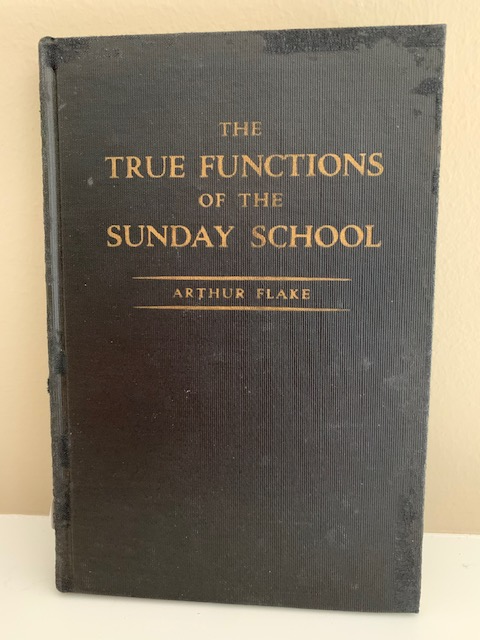 THE
TRUE FUNCTIONS
OF THE
SUNDAY SCHOOL
ARTHUR FLAKE